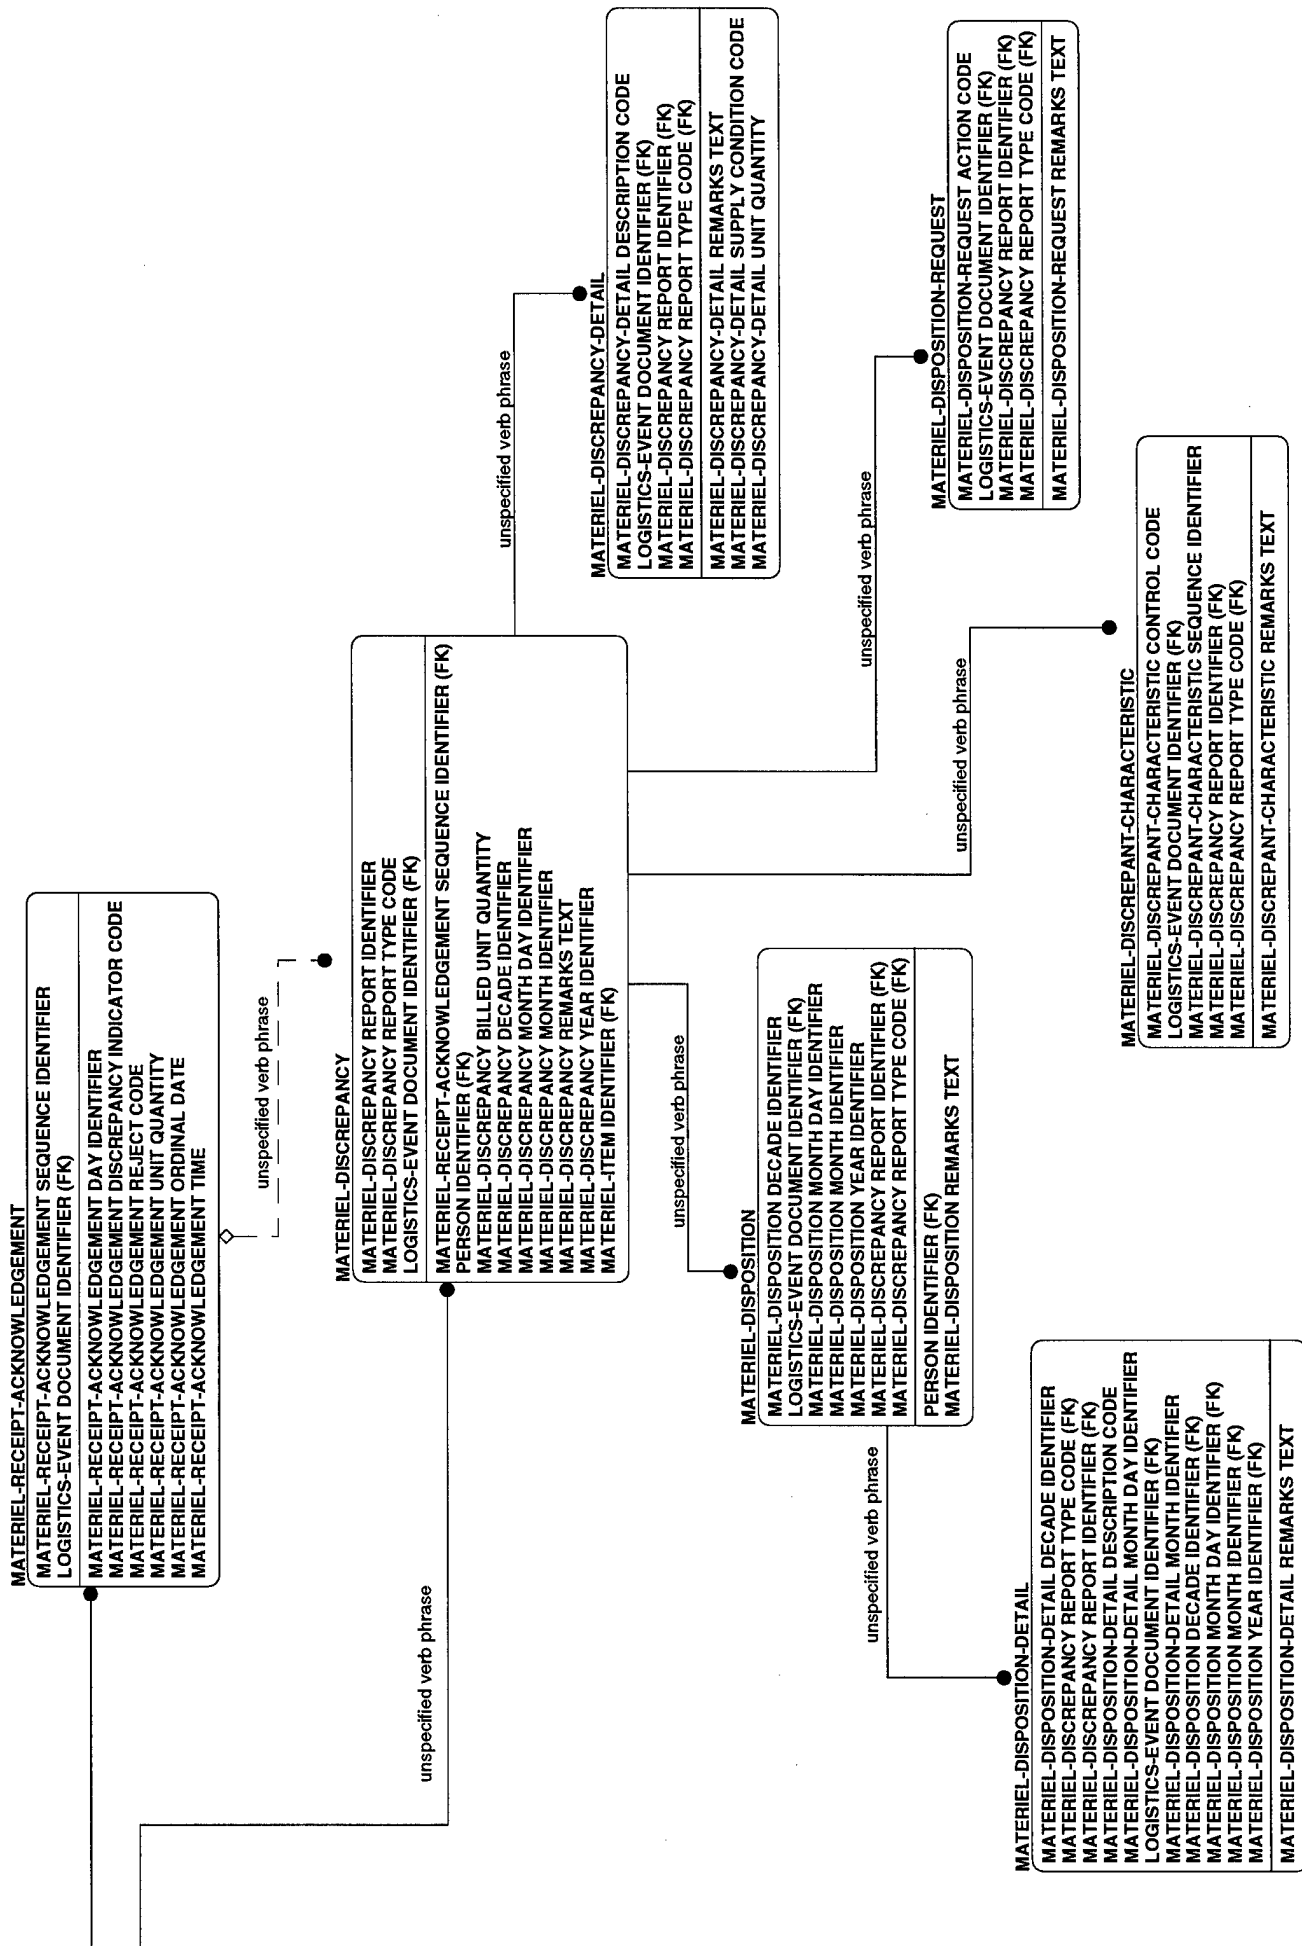 MATERIEL-RECEIPT-ACKNOWLEDGEMENT
MATERIEL-RECEIPT-ACKNOWLEDGEMENT SEQUENCE IDENTIFIER
LOGISTICS-EVENT DOCUMENT IDENTIFIER (FK)
MATERIEL-RECEIPT-ACKNOWLEDGEMENT DAY IDENTIFIER
MATERIEL-RECEIPT-ACKNOWLEDGEMENT DISCREPANCY INDICATOR CODE
MATERIEL-RECEIPT-ACKNOWLEDGEMENT REJECT CODE
MATERIEL-RECEIPT-ACKNOWLEDGEMENT UNIT QUANTITY
MATERIEL-RECEIPT-ACKNOWLEDGEMENT ORDINAL DATE
MATERIEL-RECEIPT-ACKNOWLEDGEMENT TIME
unspecified verb phrase
MATERIEL-DISCREPANCY
MATERIEL-DISCREPANCY REPORT IDENTIFIER
MATERIEL-DISCREPANCY REPORT TYPE CODE
LOGISTICS-EVENT DOCUMENT IDENTIFIER (FK)
MATERIEL-RECEIPT-ACKNOWLEDGEMENT SEQUENCE IDENTIFIER (FK)
PERSON IDENTIFIER (FK)
MATERIEL-DISCREPANCY BILLED UNIT QUANTITY
MATERIEL-DISCREPANCY DECADE IDENTIFIER
MATERIEL-DISCREPANCY MONTH DAY IDENTIFIER
MATERIEL-DISCREPANCY MONTH IDENTIFIER
MATERIEL-DISCREPANCY REMARKS TEXT
MATERIEL-DISCREPANCY YEAR IDENTIFIER
MATERIEL-ITEM IDENTIFIER (FK)
unspecified verb phrase
unspecified verb phrase
MATERIEL-DISCREPANCY-DETAIL
MATERIEL-DISCREPANCY-DETAIL DESCRIPTION CODE
LOGISTICS-EVENT DOCUMENT IDENTIFIER (FK)
MATERIEL-DISCREPANCY REPORT IDENTIFIER (FK)
MATERIEL-DISCREPANCY REPORT TYPE CODE (FK)
MATERIEL-DISCREPANCY-DETAIL REMARKS TEXT
MATERIEL-DISCREPANCY-DETAIL SUPPLY CONDITION CODE
MATERIEL-DISCREPANCY-DETAIL UNIT QUANTITY
unspecified verb phrase
MATERIEL-DISPOSITION
MATERIEL-DISPOSITION DECADE IDENTIFIER
LOGISTICS-EVENT DOCUMENT IDENTIFIER (FK)
MATERIEL-DISPOSITION MONTH DAY IDENTIFIER
MATERIEL-DISPOSITION MONTH IDENTIFIER
MATERIEL-DISPOSITION YEAR IDENTIFIER
MATERIEL-DISCREPANCY REPORT IDENTIFIER (FK)
MATERIEL-DISCREPANCY REPORT TYPE CODE (FK)
PERSON IDENTIFIER (FK)
MATERIEL-DISPOSITION REMARKS TEXT
unspecified verb phrase
MATERIEL-DISPOSITION-REQUEST
MATERIEL-DISPOSITION-REQUEST ACTION CODE
LOGISTICS-EVENT DOCUMENT IDENTIFIER (FK)
MATERIEL-DISCREPANCY REPORT IDENTIFIER (FK)
MATERIEL-DISCREPANCY REPORT TYPE CODE (FK)
MATERIEL-DISPOSITION-REQUEST REMARKS TEXT
unspecified verb phrase
unspecified verb phrase
MATERIEL-DISPOSITION-DETAIL
MATERIEL-DISPOSITION-DETAIL DECADE IDENTIFIER
MATERIEL-DISCREPANCY REPORT TYPE CODE (FK)
MATERIEL-DISCREPANCY REPORT IDENTIFIER (FK)
MATERIEL-DISPOSITION-DETAIL DESCRIPTION CODE
MATERIEL-DISPOSITION-DETAIL MONTH DAY IDENTIFIER
LOGISTICS-EVENT DOCUMENT IDENTIFIER (FK)
MATERIEL-DISPOSITION-DETAIL MONTH IDENTIFIER
MATERIEL-DISPOSITION DECADE IDENTIFIER (FK)
MATERIEL-DISPOSITION MONTH DAY IDENTIFIER (FK)
MATERIEL-DISPOSITION MONTH IDENTIFIER (FK)
MATERIEL-DISPOSITION YEAR IDENTIFIER (FK)
MATERIEL-DISPOSITION-DETAIL REMARKS TEXT
MATERIEL-DISCREPANT-CHARACTERISTIC
MATERIEL-DISCREPANT-CHARACTERISTIC CONTROL CODE
LOGISTICS-EVENT DOCUMENT IDENTIFIER (FK)
MATERIEL-DISCREPANT-CHARACTERISTIC SEQUENCE IDENTIFIER
MATERIEL-DISCREPANCY REPORT IDENTIFIER (FK)
MATERIEL-DISCREPANCY REPORT TYPE CODE (FK)
MATERIEL-DISCREPANT-CHARACTERISTIC REMARKS TEXT